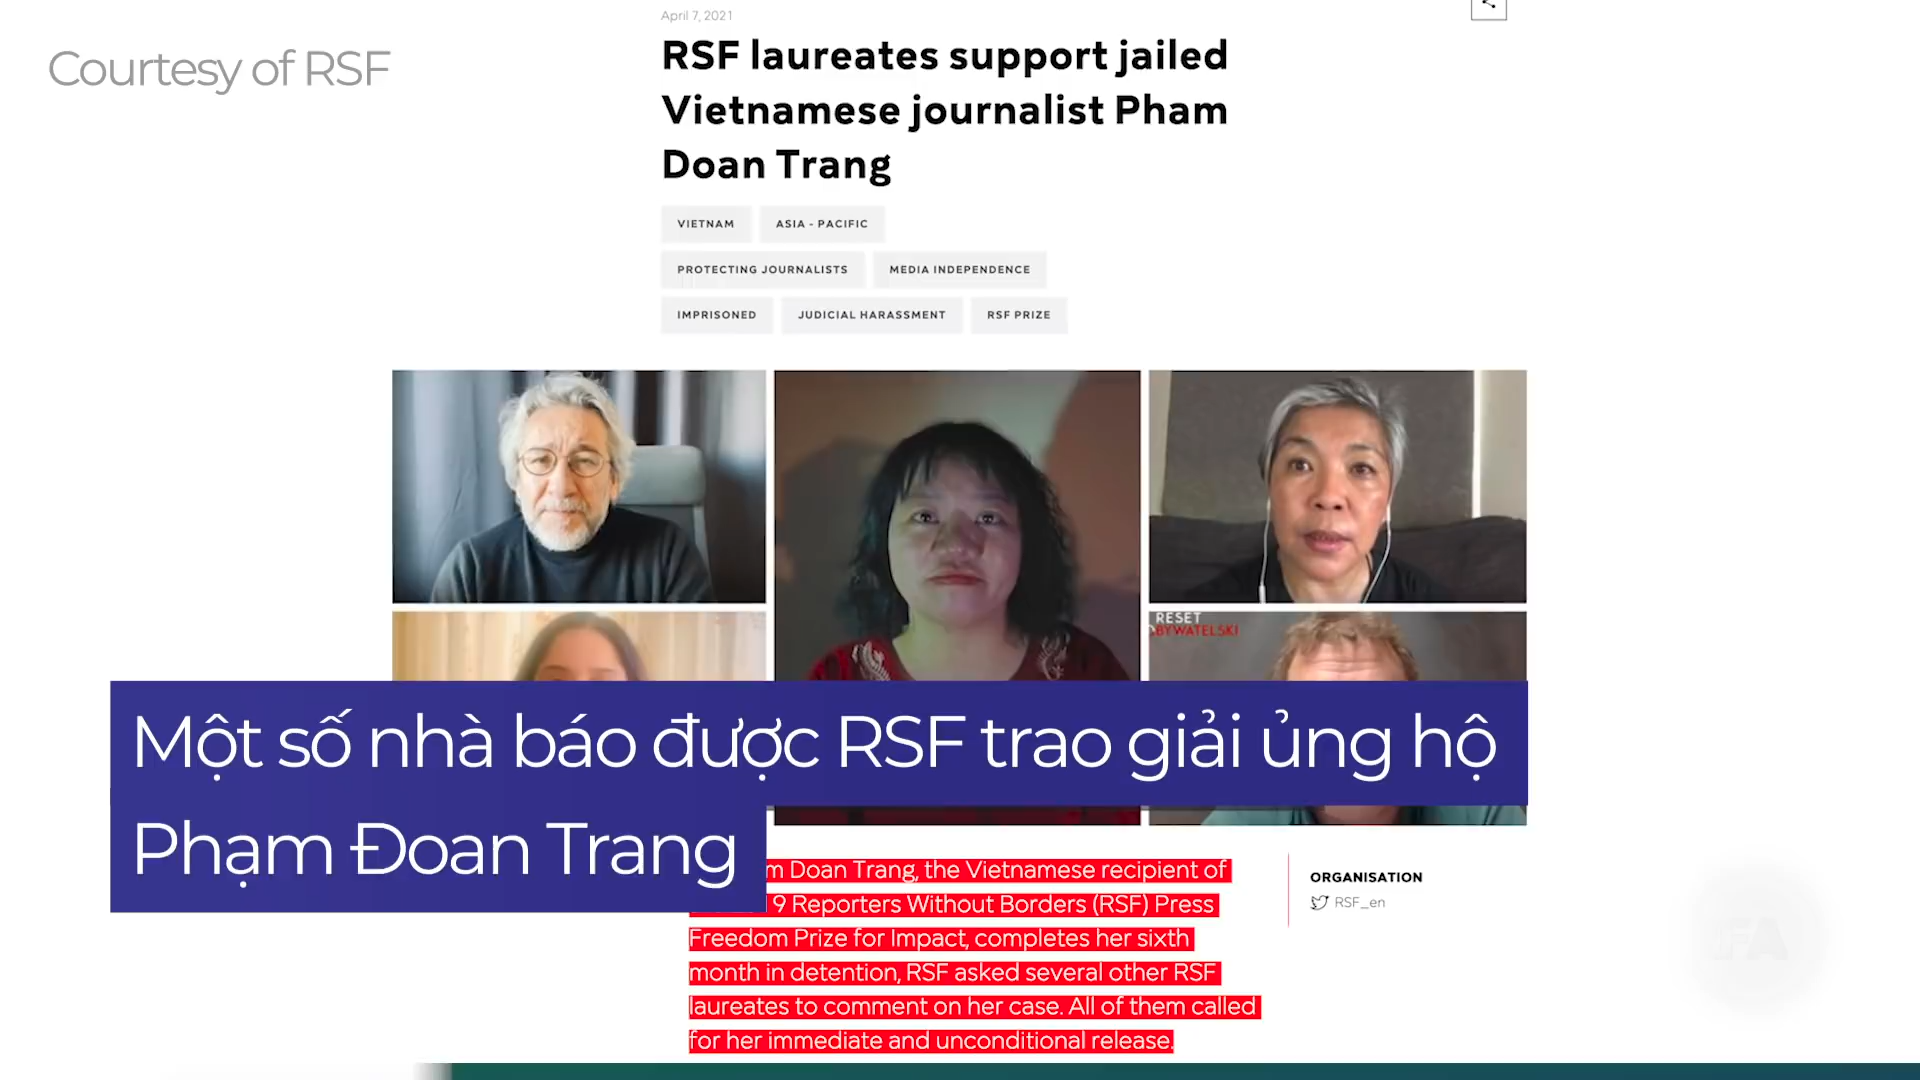 April 7, 2021
Courtesy of RSF
RSF laureates support jailed
Vietnamese journalist Pham
Doan Trang
VIETNAM
ASIA - PACIFIC
PROTECTING JOURNALISTS
MEDIA INDEPENDENCE
IMPRISONED
JUDICIAL HARASSMENT
RSF PRIZE
RESET
Một số nhà báo được RSF trao giải ủng hộ
Phạm Đoan Trang
Doan Trang, the Vietnamese recipient of
9 Reporters Without Borders (RSF) Press
Freedom Prize for Impact, completes her sixth
month in detention, RSF asked several other RSF
laureates to comment on her case. All of them called
for her immediate and unconditional release.
ORGANISATION
RSF_en